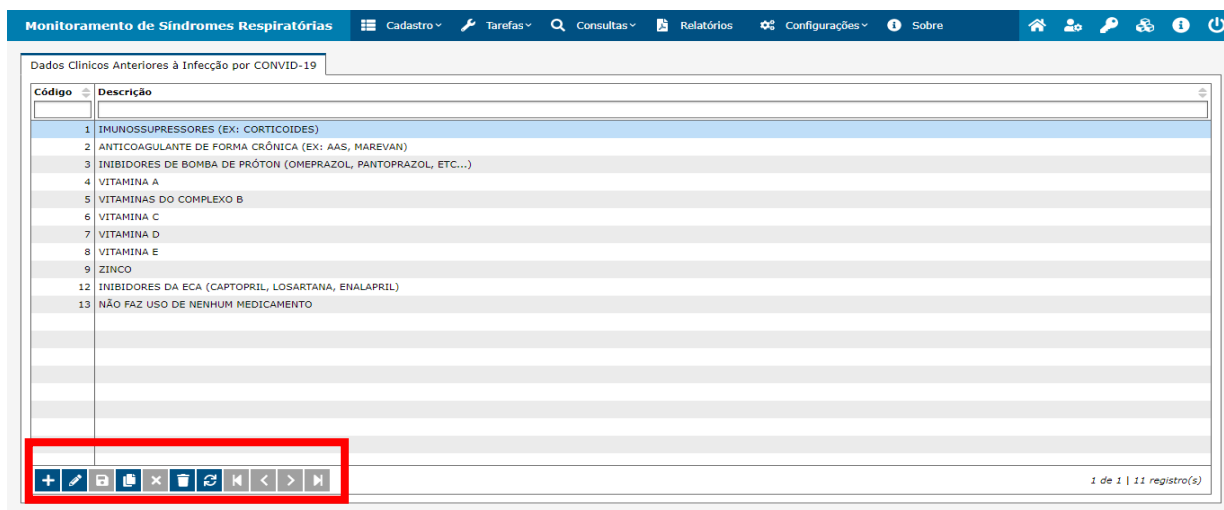 Monitoramento de Síndromes Respiratórias Cadastro Tarefas Consultas Relatórios Configurações Sobre
Dados Clinicos Anteriores à Infecção por CONVID-19
Código Descrição
1 IMUNOSSUPRESSORES (EX: CORTICOIDES)
2 ANTICOAGULANTE DE FORMA CRÔNICA (EX: AAS, MAREVAN)
3 INIBIDORES DE BOMBA DE PRÓTON (OMEPRAZOL, PANTOPRAZOL, ETC...)
4 VITAMINA A
5 VITAMINAS DO COMPLEXO B
6 VITAMINA C
7 VITAMINA D
8 VITAMINA E
9 ZINCO
12 INIBIDORES DA ECA (CAPTOPRIL, LOSARTANA, ENALAPRIL)
13 NÃO FAZ USO DE NENHUM MEDICAMENTO
1 de 1 | 11 registro(s)